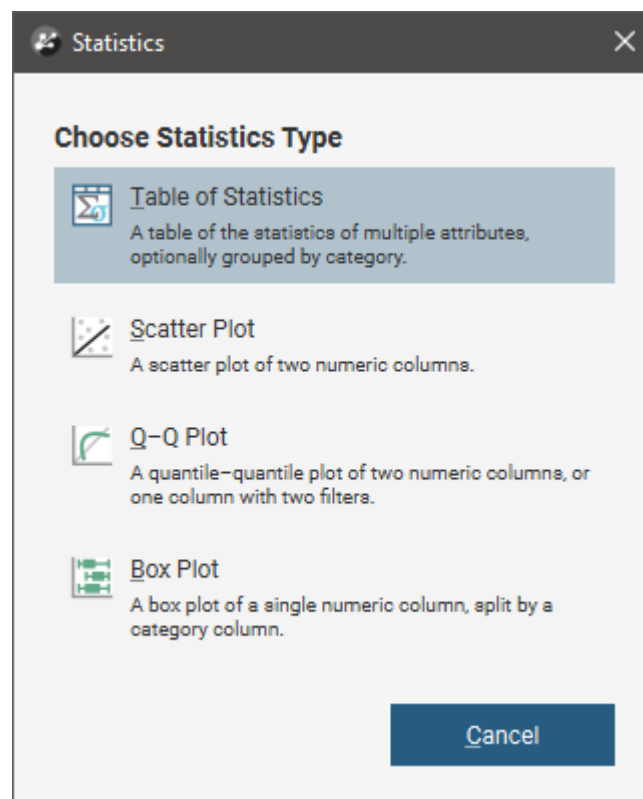 Statistics
Choose Statistics Type
Table of Statistics
A table of the statistics of multiple attributes,
optionally grouped by category.
Scatter Plot
A scatter plot of two numeric columns.
Q–Q Plot
A quantile–quantile plot of two numeric columns, or
one column with two filters.
Box Plot
A box plot of a single numeric column, split by a
category column.
Cancel